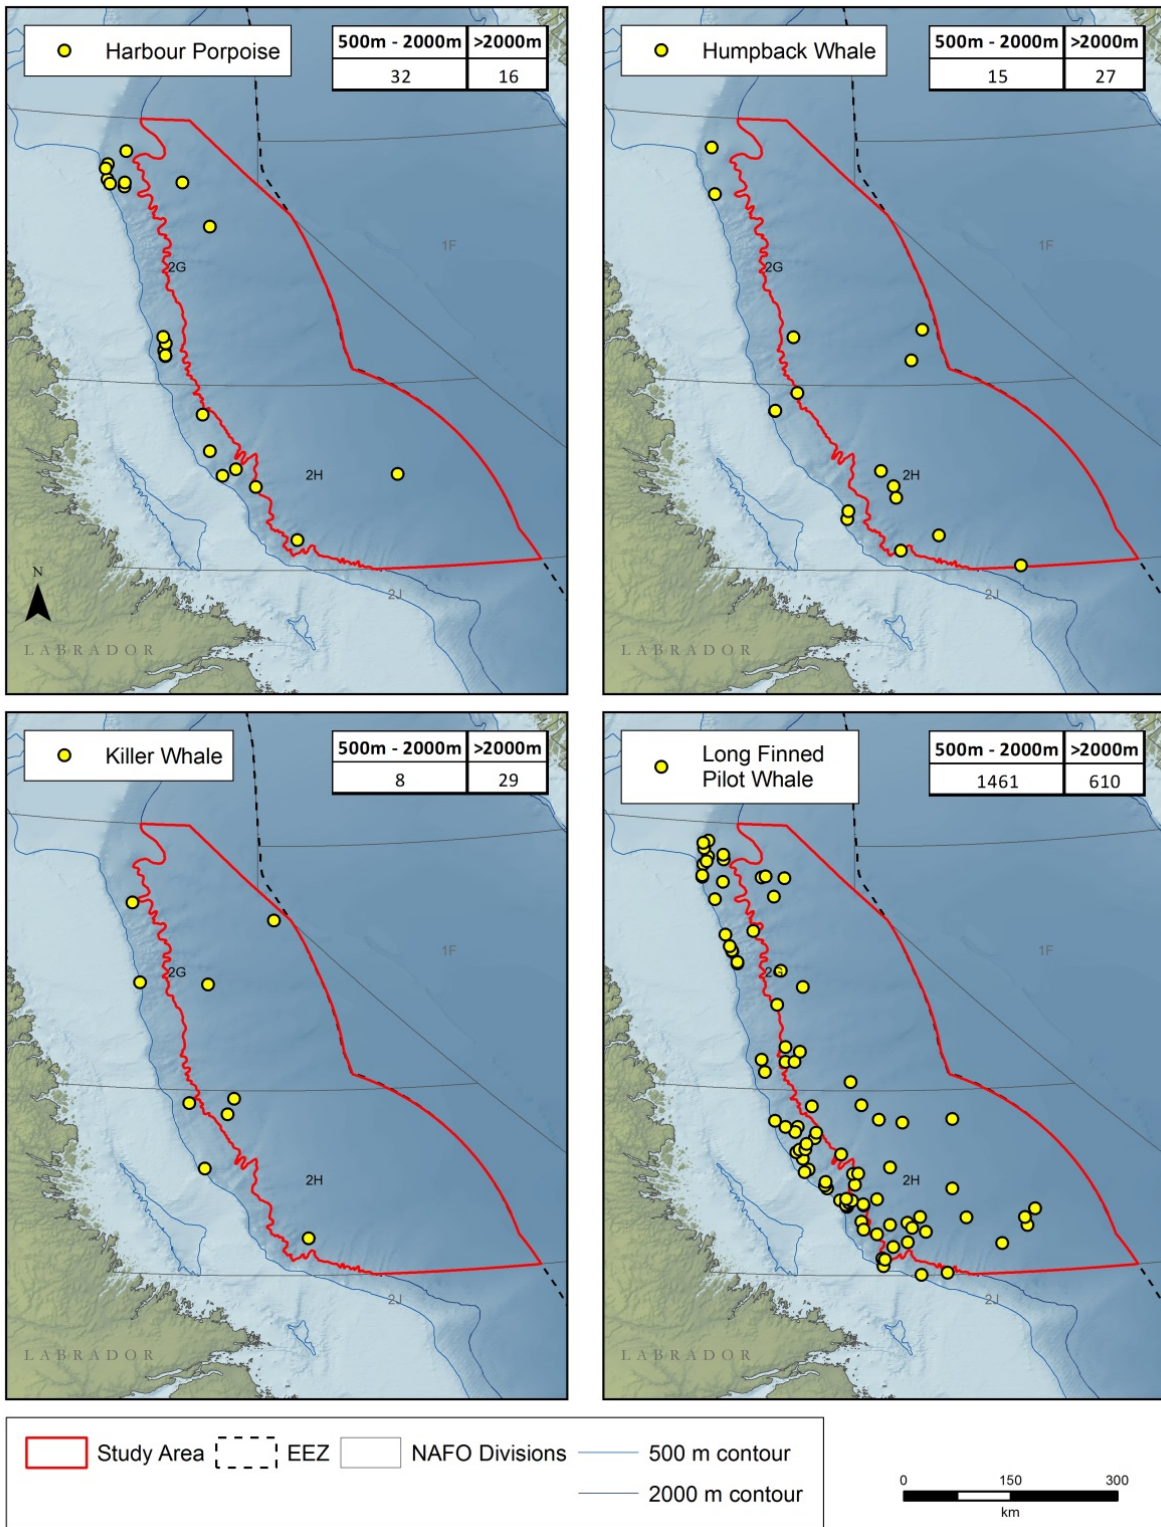 Harbour Porpoise
500m - 2000m >2000m
32 16
1F
2G
2H
2J
N
LABRADOR
Humpback Whale
500m - 2000m >2000m
15 27
1F
2G
2H
2J
LABRADOR
Killer Whale
500m - 2000m >2000m
8 29
1F
2G
2H
2J
LABRADOR
Long Finned
Pilot Whale
500m - 2000m >2000m
1461 610
1F
2G
2H
2J
LABRADOR
Study Area EEZ NAFO Divisions 500 m contour
2000 m contour
0 150 300
km